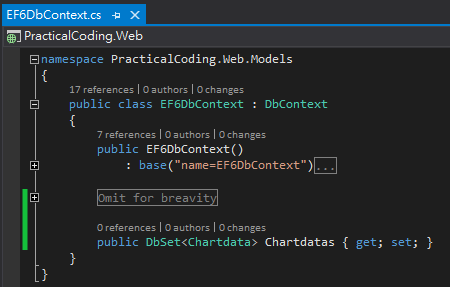 EF6DbContext.cs
PracticalCoding.Web
namespace PracticalCoding.Web.Models
{
17 references | 0 authors | 0 changes
public class EF6DbContext : DbContext
{
7 references | 0 authors | 0 changes
public EF6DbContext()
: base("name=EF6DbContext")...
Omit for breavity
0 references | 0 authors | 0 changes
public DbSet<Chartdata> Chartdatas { get; set; }
}
}